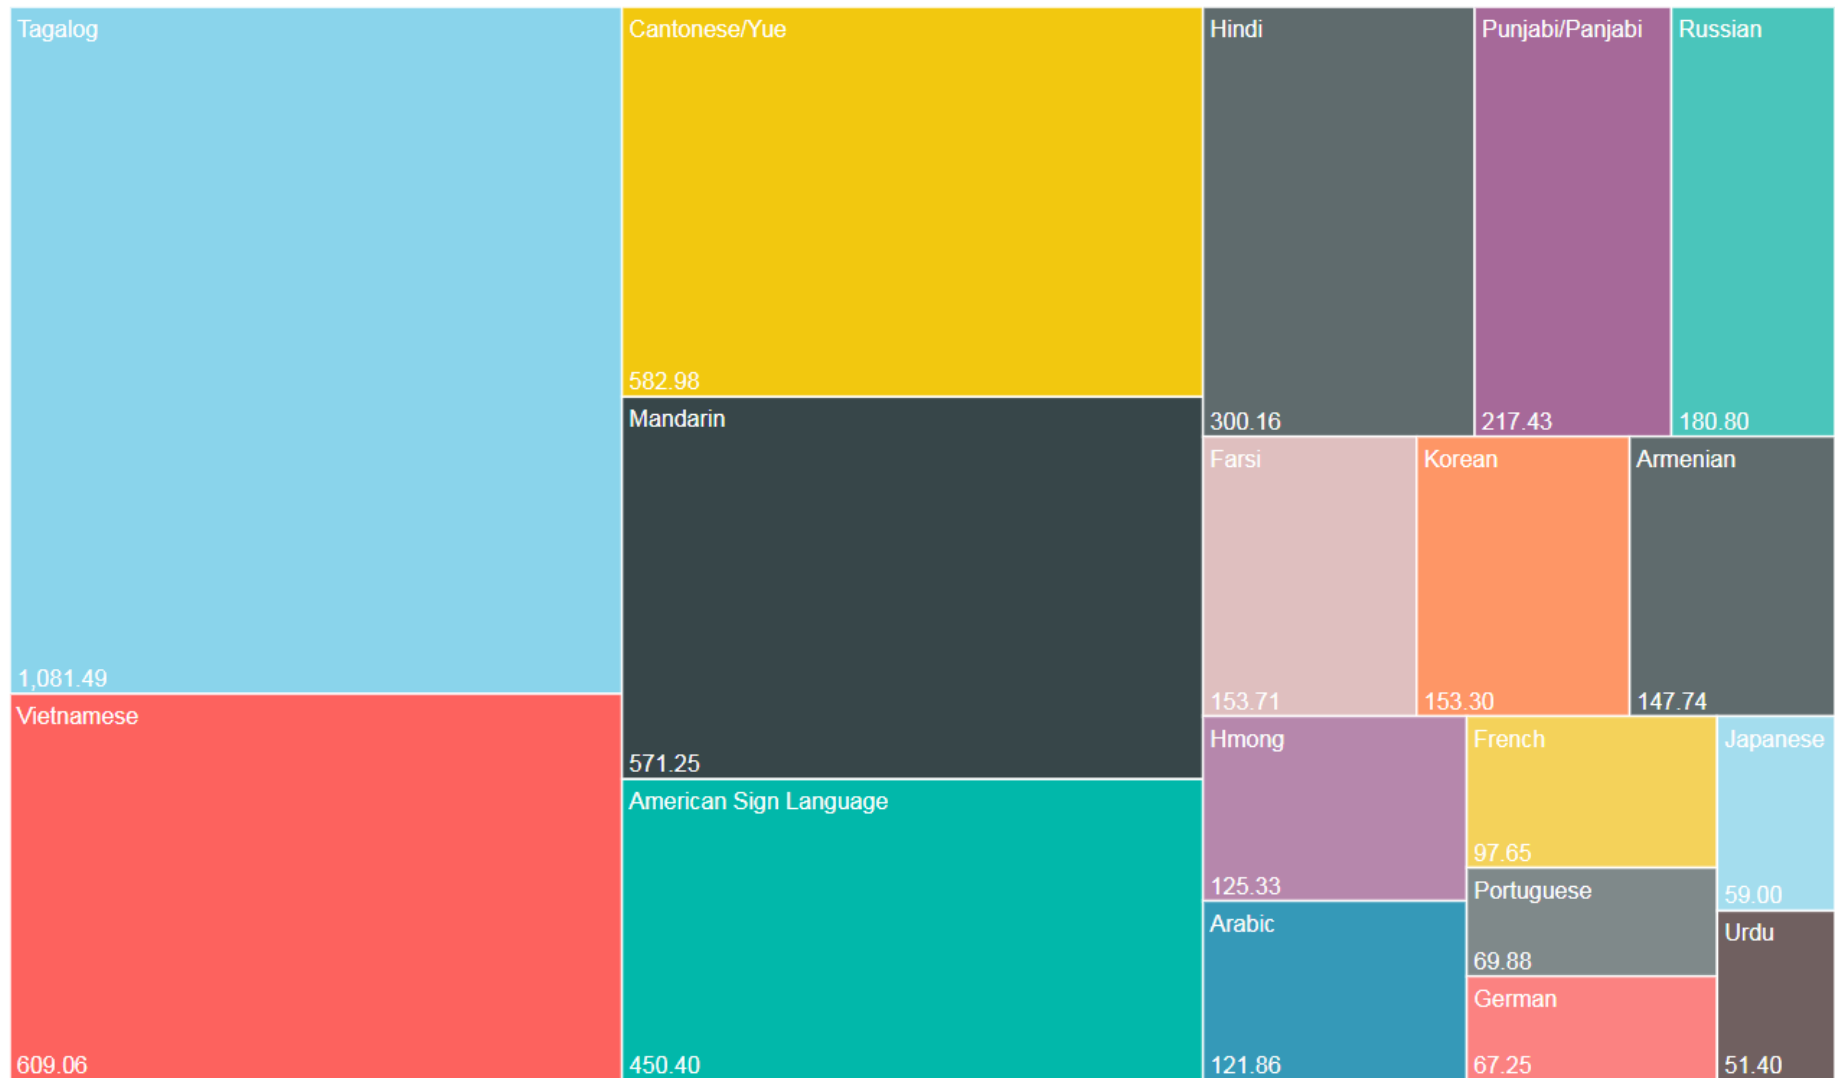 Tagalog
1,081.49
Vietnamese
609.06
Cantonese/Yue
582.98
Mandarin
571.25
American Sign Language
450.40
Hindi
300.16
Punjabi/Panjabi
217.43
Russian
180.80
Farsi
153.71
Korean
153.30
Armenian
147.74
Hmong
125.33
Arabic
121.86
French
97.65
Portuguese
69.88
German
67.25
Japanese
59.00
Urdu
51.40